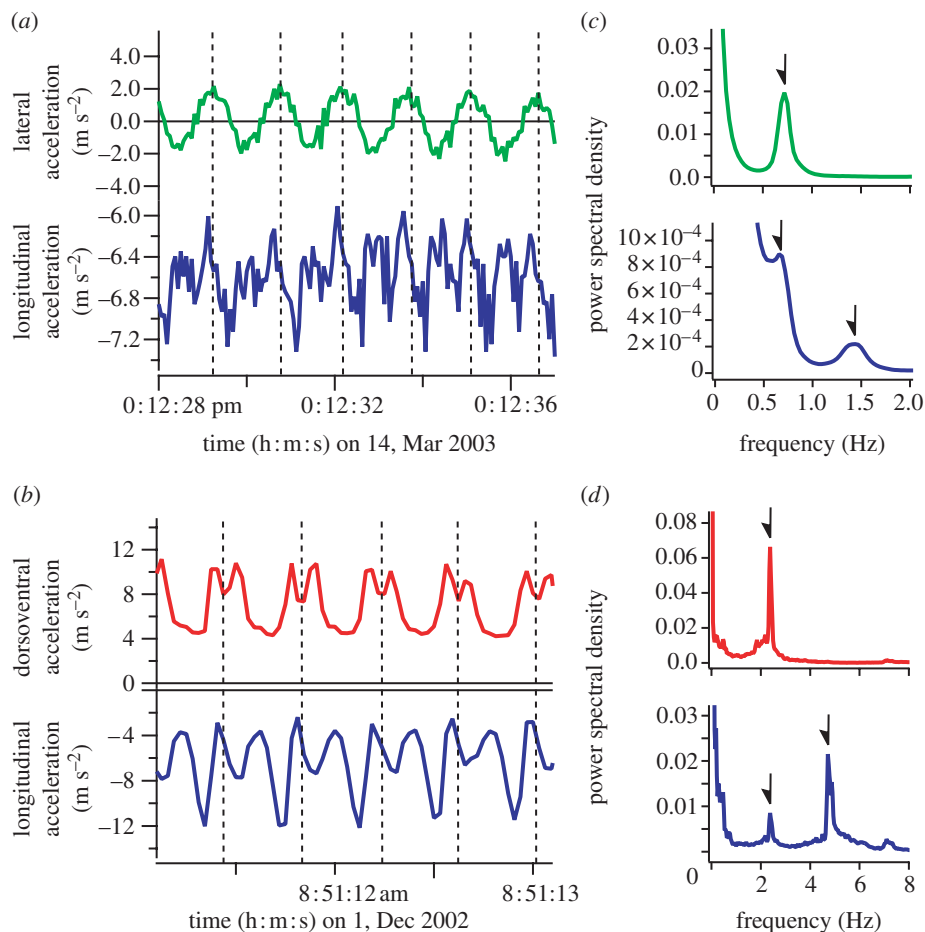 (a)
lateral
acceleration
(m s⁻²)
4.0
2.0
0.0
−2.0
−4.0
longitudinal
acceleration
(m s⁻²)
−6.0
−6.4
−6.8
−7.2
0:12:28 pm 0:12:32 0:12:36
time (h:m:s) on 14, Mar 2003
(c)
power spectral density
0.03
0.02
0.01
0.0
10×10⁻⁴
8×10⁻⁴
6×10⁻⁴
4×10⁻⁴
2×10⁻⁴
0
0 0.5 1.0 1.5 2.0
frequency (Hz)
(b)
dorsoventral
acceleration
(m s⁻²)
12
8
4
0
longitudinal
acceleration
(m s⁻²)
−4
−8
−12
8:51:12 am 8:51:13
time (h:m:s) on 1, Dec 2002
(d)
power spectral density
0.08
0.06
0.04
0.02
0.0
0.03
0.02
0.01
0
2 4 6 8
frequency (Hz)